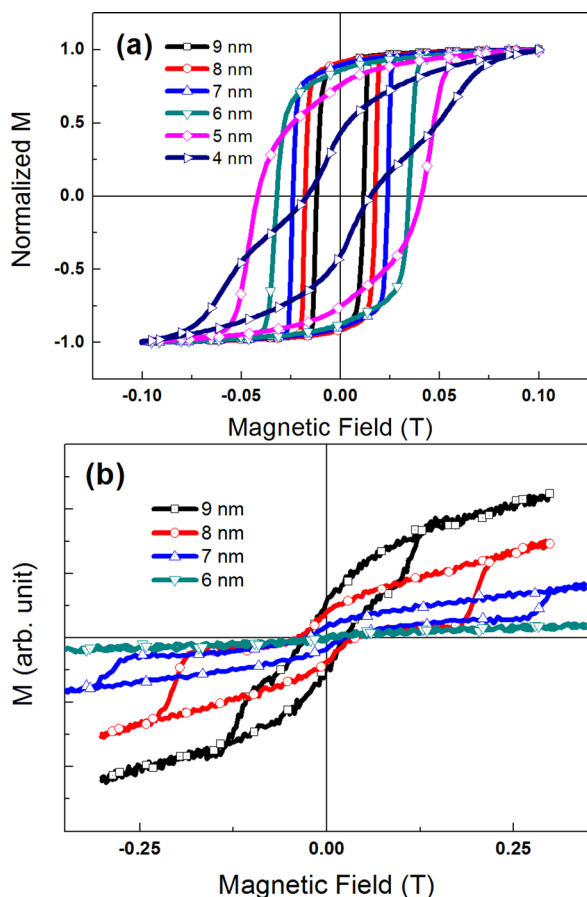 (a)
9 nm
8 nm
7 nm
6 nm
5 nm
4 nm
1.0
0.5
0.0
-0.5
-1.0
Normalized M
-0.10 -0.05 0.00 0.05 0.10
Magnetic Field (T)
(b)
9 nm
8 nm
7 nm
6 nm
M (arb. unit)
-0.25 0.00 0.25
Magnetic Field (T)